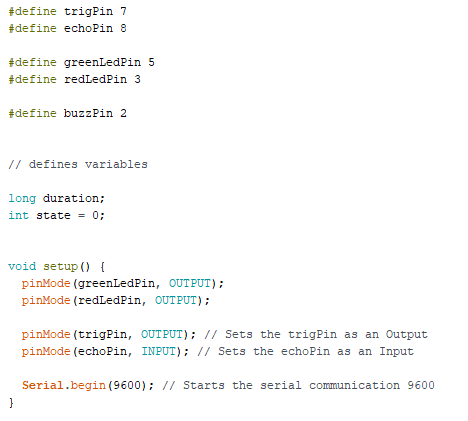 #define trigPin 7
#define echoPin 8
#define greenLedPin 5
#define redLedPin 3
#define buzzPin 2
// defines variables
long duration;
int state = 0;
void setup() {
  pinMode(greenLedPin, OUTPUT);
  pinMode(redLedPin, OUTPUT);
  pinMode(trigPin, OUTPUT); // Sets the trigPin as an Output
  pinMode(echoPin, INPUT); // Sets the echoPin as an Input
  Serial.begin(9600); // Starts the serial communication 9600
}